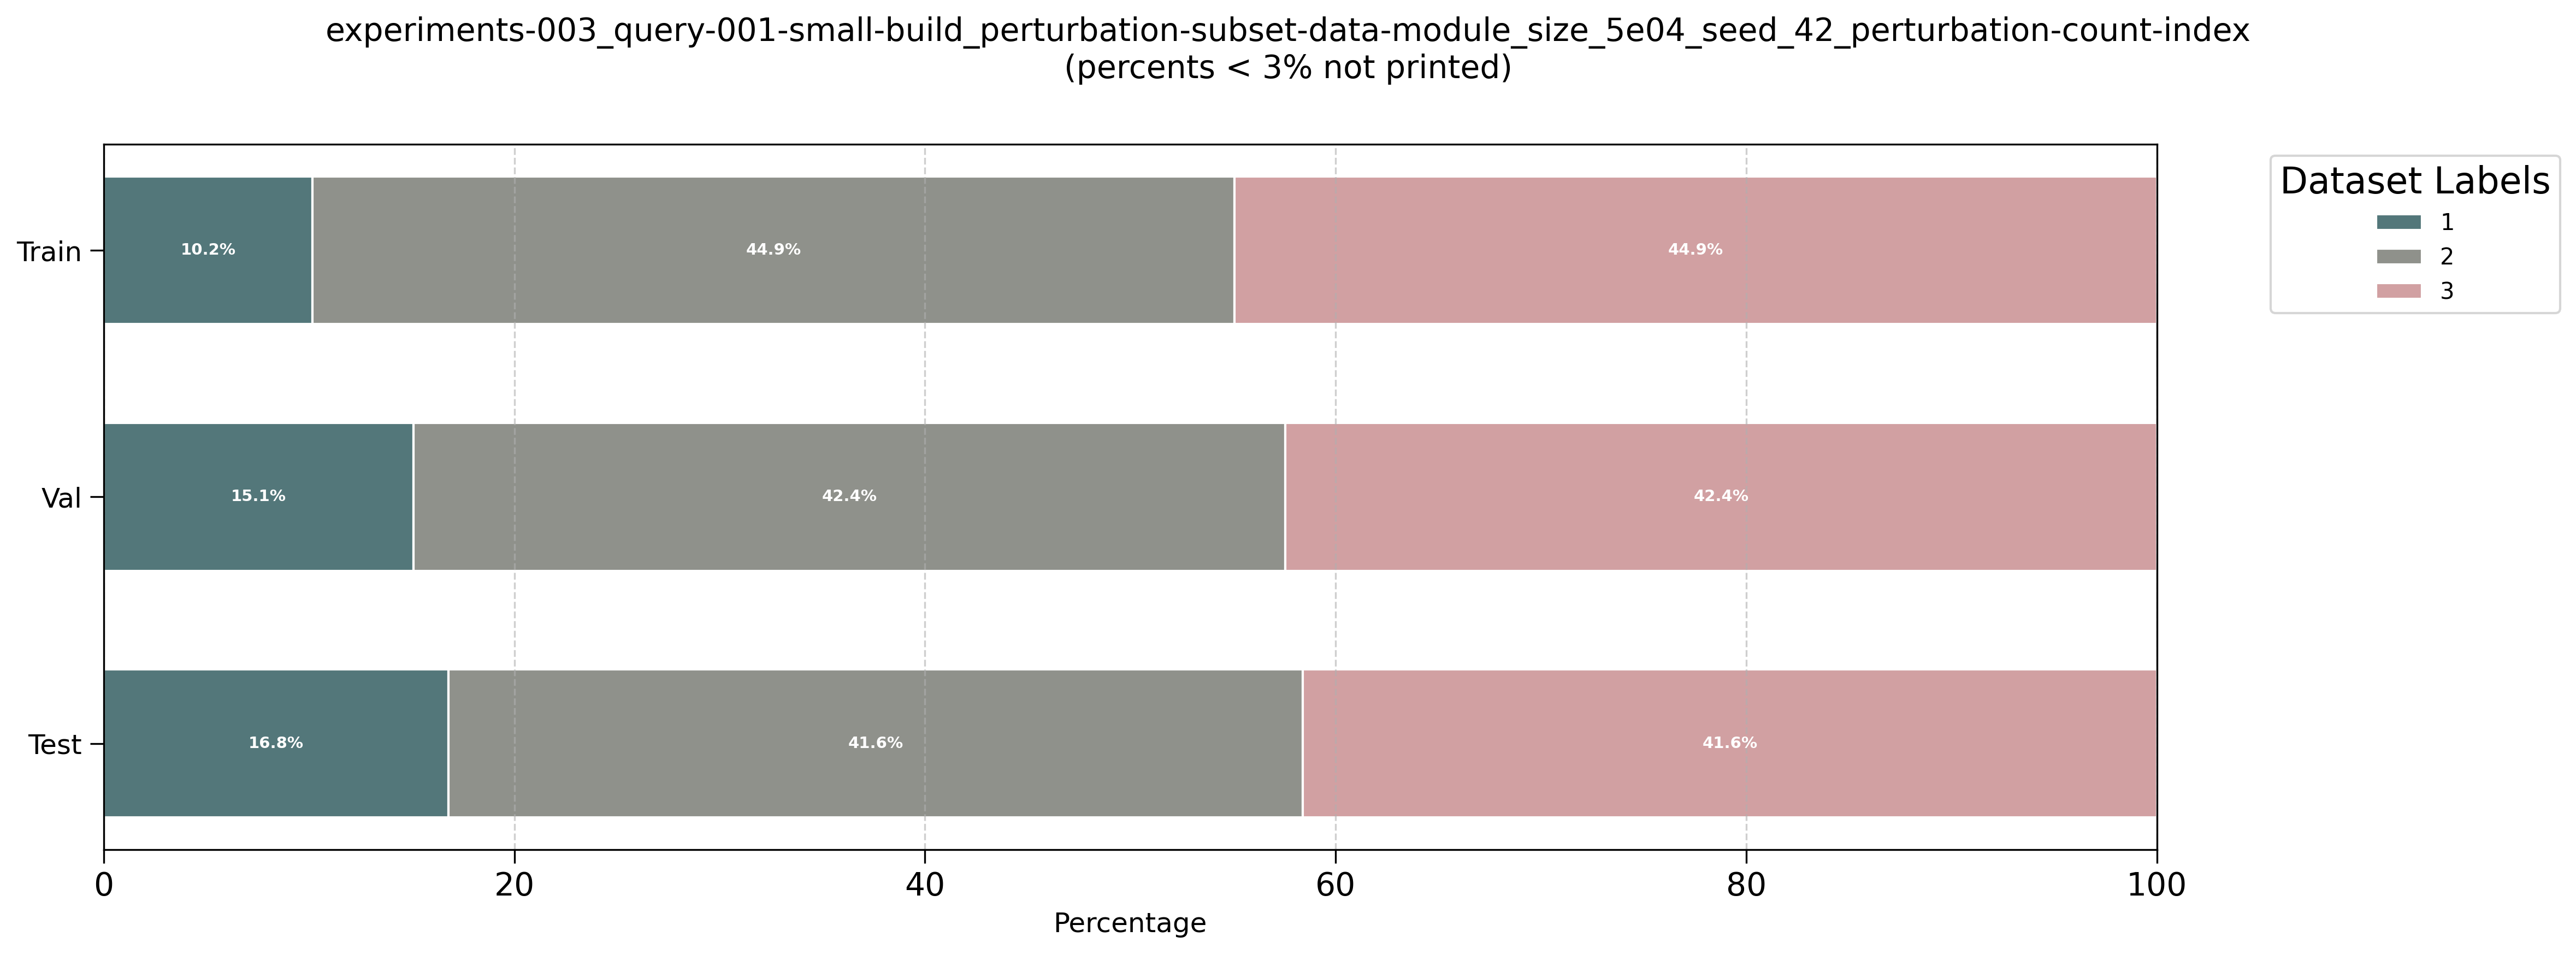 experiments-003_query-001-small-build_perturbation-subset-data-module_size_5e04_seed_42_perturbation-count-index
(percents < 3% not printed)
Dataset Labels
1
2
3
Train
10.2%
44.9%
44.9%
Val
15.1%
42.4%
42.4%
Test
16.8%
41.6%
41.6%
0
20
40
60
80
100
Percentage